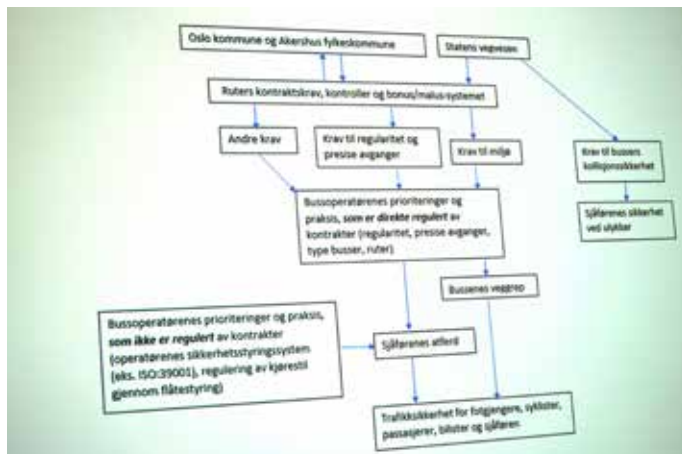 Oslo kommune og Akershus fylkeskommune
Statens vegvesen
Ruters kontraktskrav, kontroller og bonus/malus-systemet
Andre krav
Krav til regularitet og
presise avganger
Krav til miljø
Krav til bussers
kollisjonssikkerhet
Bussoperatørenes prioriteringer og
praksis, som er direkte regulert av
kontrakter (regularitet, presise avganger,
type busser, ruter)
Sjåførenes sikkerhet
ved ulykker
Bussenes veggrep
Bussoperatørenes prioriteringer og praksis,
som ikke er regulert av kontrakter
(operatørenes sikkerhetsstyringssystem
(eks. ISO:39001), regulering av kjørestil
gjennom flåtestyring)
Sjåførenes atferd
Trafikksikkerhet for fotgjengere, syklister,
passasjerer, bilister og sjåføren